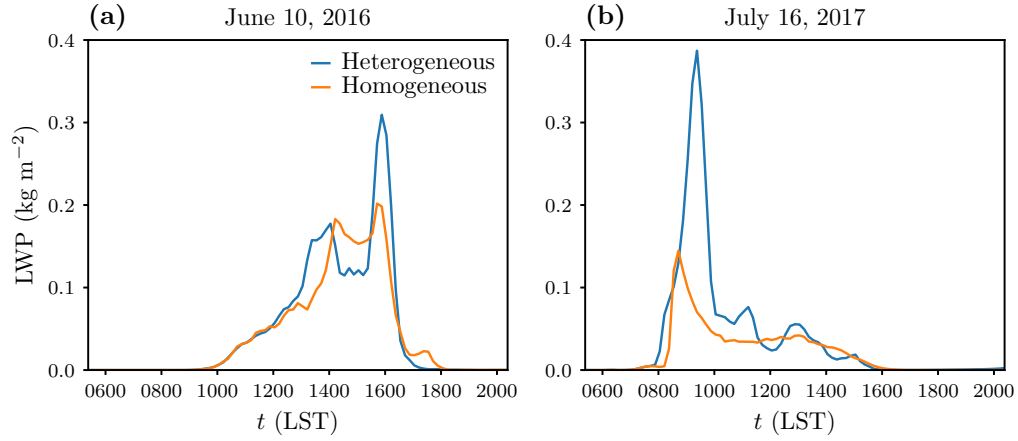 (a) June 10, 2016
(b) July 16, 2017
0.4
0.3
0.2
0.1
0.0
LWP (kg m−2)
Heterogeneous
Homogeneous
0600 0800 1000 1200 1400 1600 1800 2000
t (LST)
0.4
0.3
0.2
0.1
0.0
0600 0800 1000 1200 1400 1600 1800 2000
t (LST)